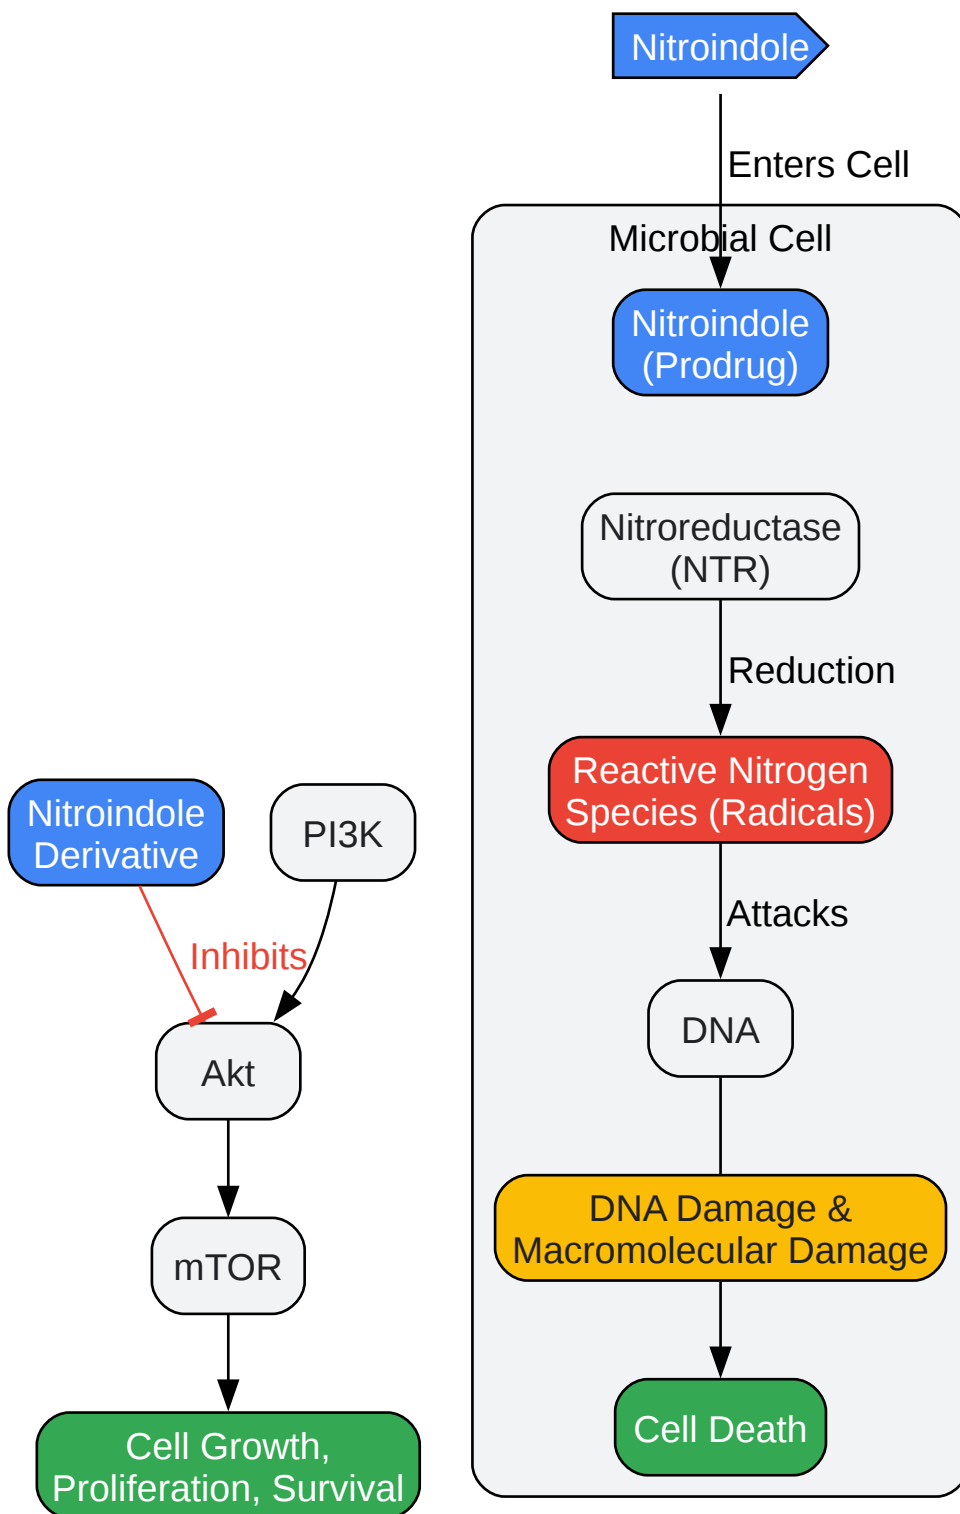 Nitroindole
Enters Cell
Microbial Cell
Nitroindole
(Prodrug)
Nitroreductase
(NTR)
Reduction
Reactive Nitrogen
Species (Radicals)
Attacks
DNA
DNA Damage &
Macromolecular Damage
Cell Death
Nitroindole
Derivative
PI3K
Inhibits
Akt
mTOR
Cell Growth,
Proliferation, Survival